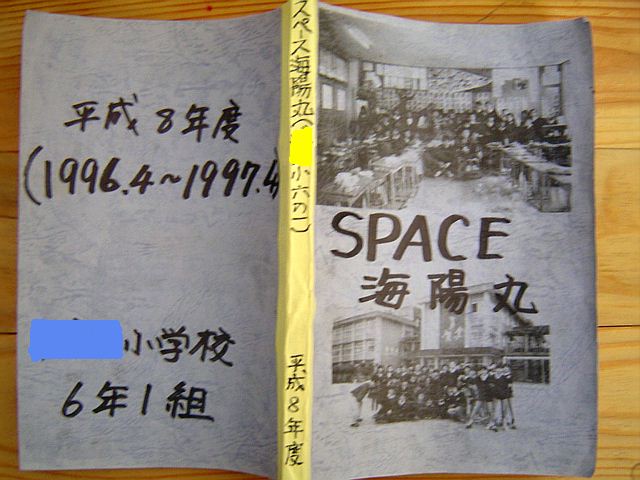 平成8年度
(1996.4~1997.4)
小学校
6年1組
スペース海陽丸(
小六の一)
平成8年度
SPACE
海陽丸